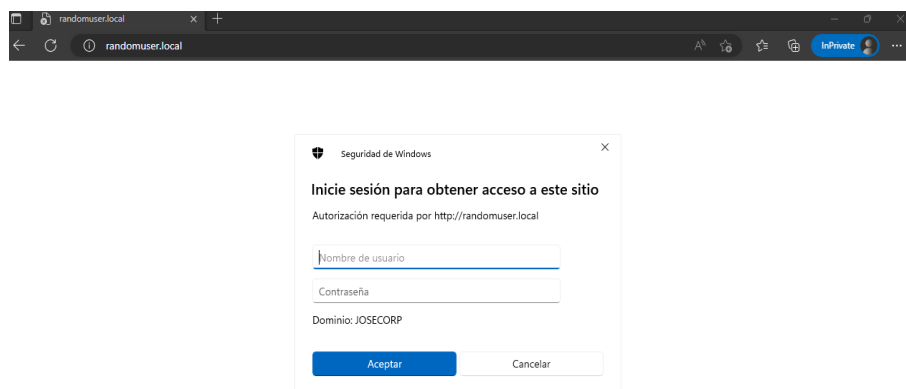 randomuser.local
randomuser.local
InPrivate
Seguridad de Windows
Inicie sesión para obtener acceso a este sitio
Autorización requerida por http://randomuser.local
Nombre de usuario
Contraseña
Dominio: JOSECORP
Aceptar
Cancelar